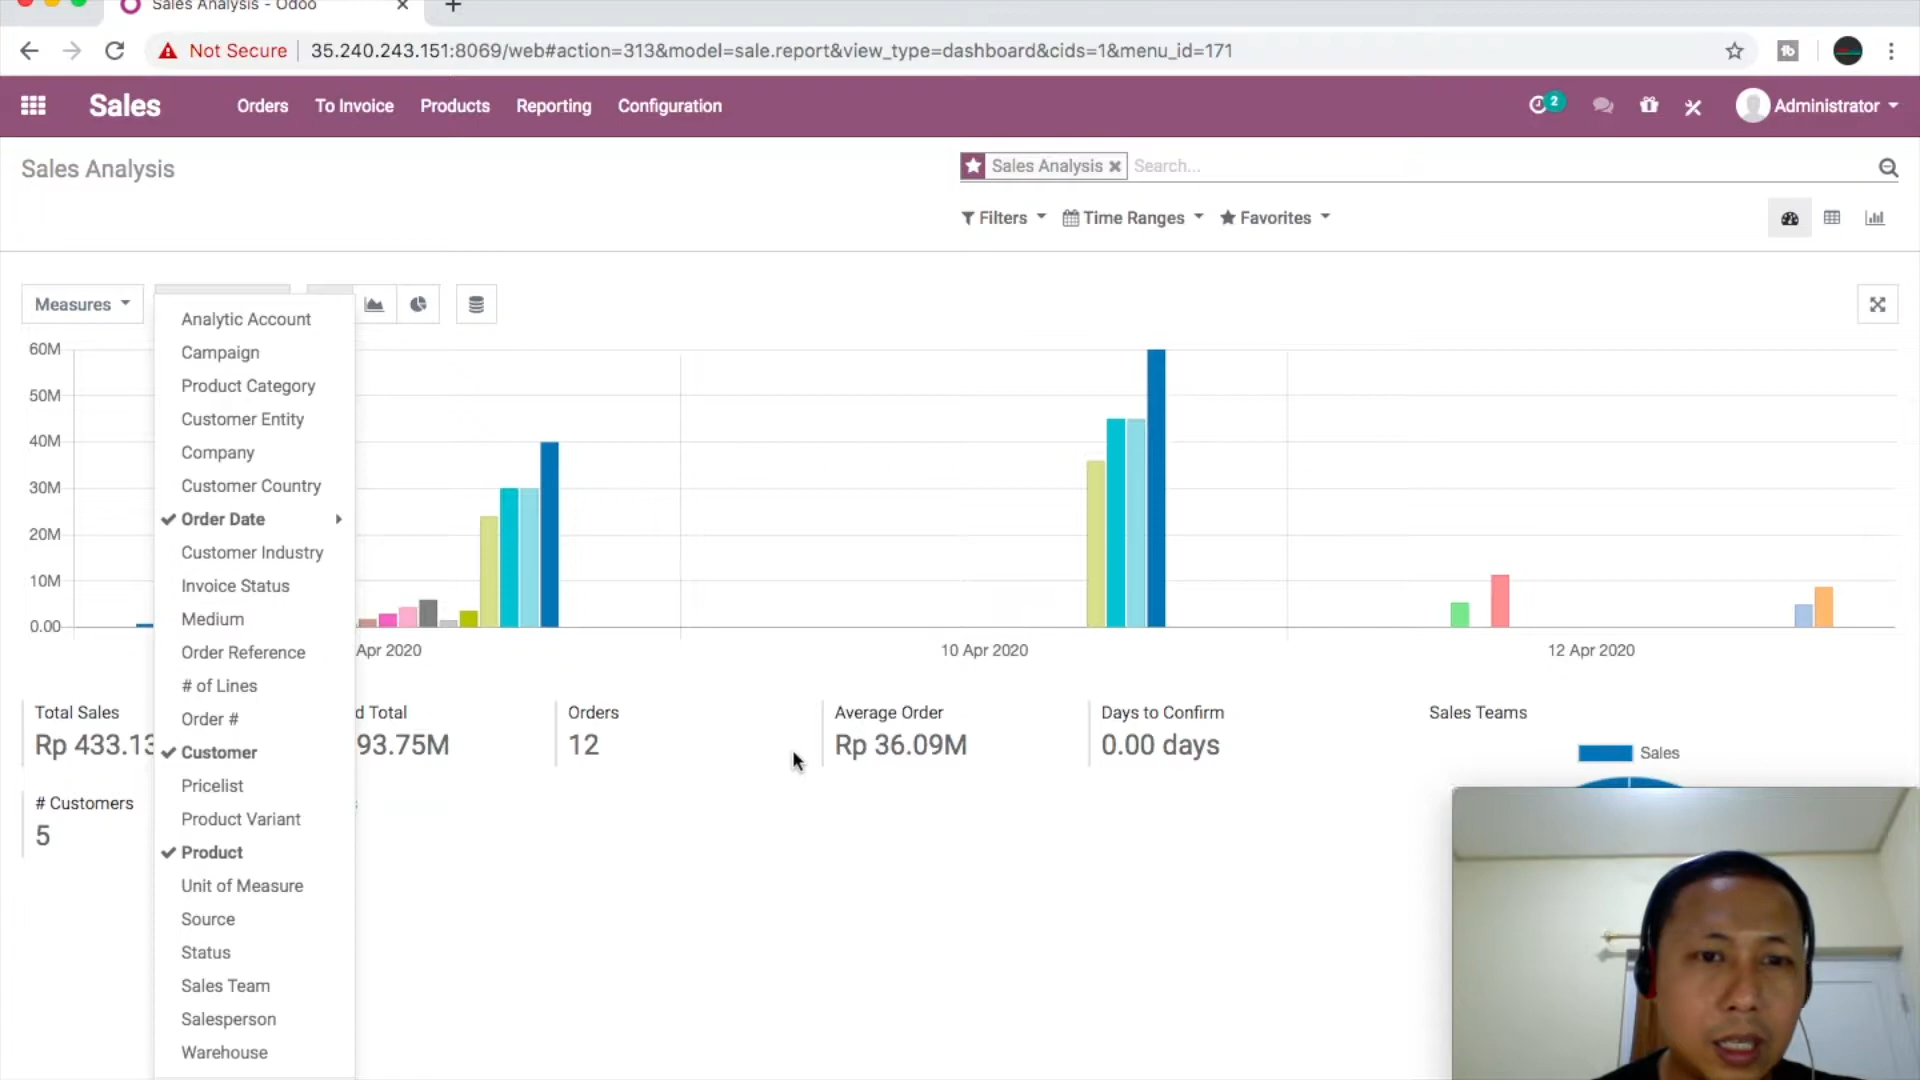 Sales Analysis - Odoo
Not Secure
35.240.243.151:8069/web#action=313&model=sale.report&view_type=dashboard&cids=1&menu_id=171
Sales
Orders
To Invoice
Products
Reporting
Configuration
2
Administrator
Sales Analysis
Sales Analysis
Search...
Filters
Time Ranges
Favorites
Measures
Analytic Account
Campaign
Product Category
Customer Entity
Company
Customer Country
Order Date
Customer Industry
Invoice Status
Medium
Order Reference
# of Lines
Order #
Customer
Pricelist
Product Variant
Product
Unit of Measure
Source
Status
Sales Team
Salesperson
Warehouse
60M
50M
40M
30M
20M
10M
0.00
Apr 2020
10 Apr 2020
12 Apr 2020
Total Sales
Rp 433.13
d Total
93.75M
Orders
12
Average Order
Rp 36.09M
Days to Confirm
0.00 days
Sales Teams
Sales
# Customers
5